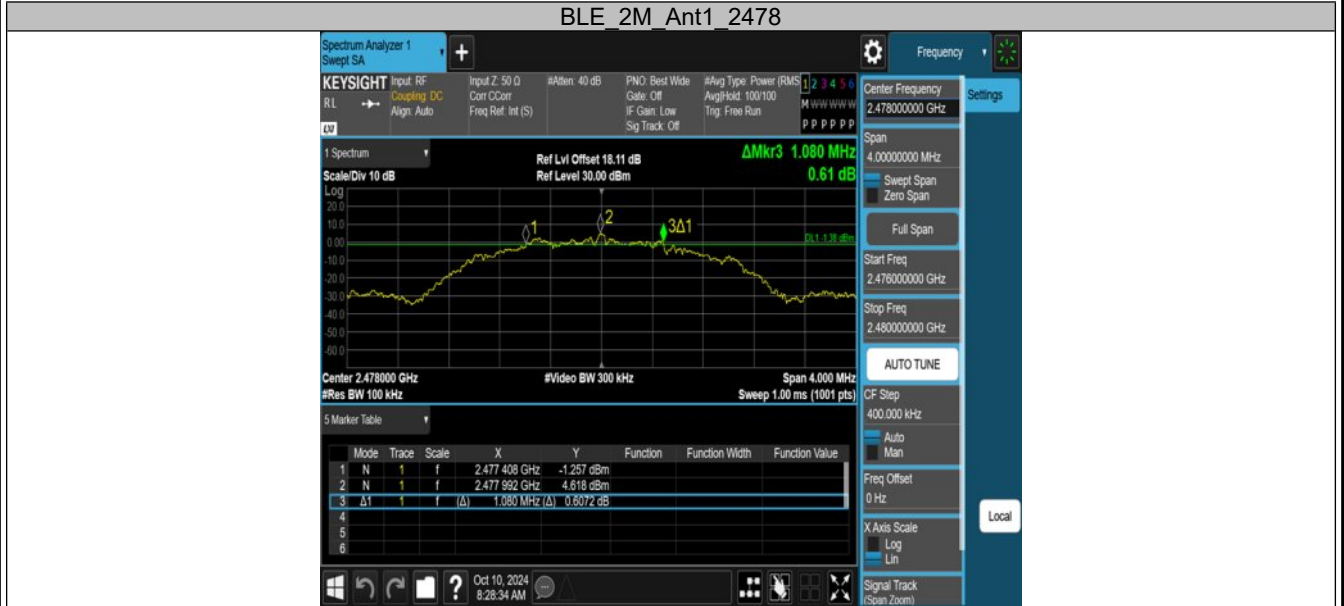 BLE_2M_Ant1_2478
Spectrum Analyzer 1
Swept SA
Frequency
KEYSIGHT
RL
Input: RF
Coupling: DC
Align: Auto
Input Z: 50 Ω
Corr CCorr
Freq Ref: Int (S)
#Atten: 40 dB
PNO: Best Wide
Gate: Off
IF Gain: Low
Sig Track: Off
#Avg Type: Power (RMS
Avg|Hold: 100/100
Trig: Free Run
1 2 3 4 5 6
M W W W W W
P P P P P P
Center Frequency
2.478000000 GHz
Settings
Span
4.00000000 MHz
Swept Span
Zero Span
Full Span
Start Freq
2.476000000 GHz
Stop Freq
2.480000000 GHz
AUTO TUNE
CF Step
400.000 kHz
Auto
Man
Freq Offset
0 Hz
X Axis Scale
Log
Lin
Signal Track
(Span Zoom)
Local
1 Spectrum
Scale/Div 10 dB
Ref Lvl Offset 18.11 dB
Ref Level 30.00 dBm
ΔMkr3 1.080 MHz
0.61 dB
Log
20.0
10.0
0.00
-10.0
-20.0
-30.0
-40.0
-50.0
-60.0
1
2
3Δ1
DL1 -1.38 dBm
Center 2.478000 GHz
#Video BW 300 kHz
Span 4.000 MHz
#Res BW 100 kHz
Sweep 1.00 ms (1001 pts)
5 Marker Table
Mode Trace Scale X Y Function Function Width Function Value
1 N 1 f 2.477 408 GHz -1.257 dBm
2 N 1 f 2.477 992 GHz 4.618 dBm
3 Δ1 1 f (Δ) 1.080 MHz (Δ) 0.6072 dB
4
5
6
Oct 10, 2024
8:28:34 AM